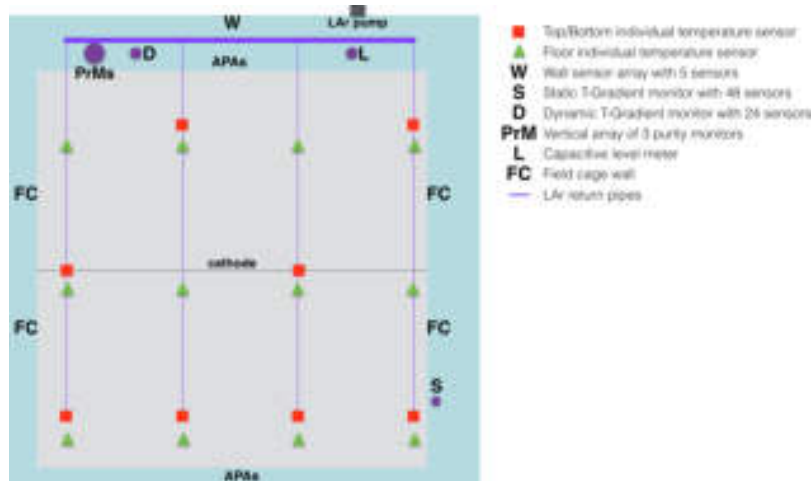 W
LAr pump
D
L
PrMs
APAs
FC
FC
cathode
FC
FC
S
APAs
Top/Bottom individual temperature sensor
Floor individual temperature sensor
W Wall sensor array with 5 sensors
S Static T-Gradient monitor with 48 sensors
D Dynamic T-Gradient monitor with 24 sensors
PrM Vertical array of 3 purity monitors
L Capacitive level meter
FC Field cage wall
LAr return pipes